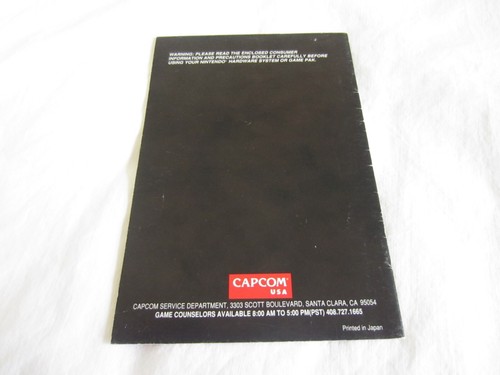 WARNING: PLEASE READ THE ENCLOSED CONSUMER
INFORMATION AND PRECAUTIONS BOOKLET CAREFULLY BEFORE
USING YOUR NINTENDO® HARDWARE SYSTEM OR GAME PAK.
CAPCOM®
USA
CAPCOM SERVICE DEPARTMENT, 3303 SCOTT BOULEVARD, SANTA CLARA, CA 95054
GAME COUNSELORS AVAILABLE 8:00 AM TO 5:00 PM(PST) 408.727.1665
Printed in Japan